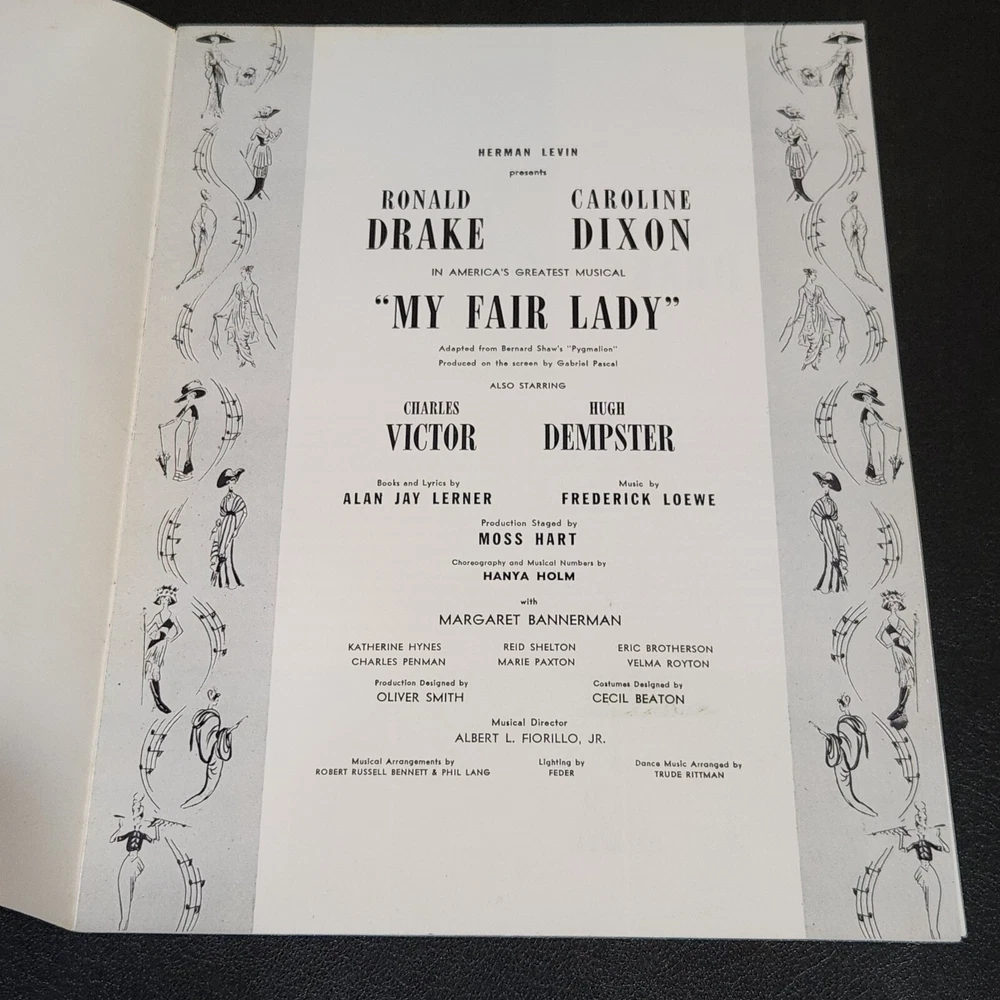 HERMAN LEVIN
presents
RONALD CAROLINE
DRAKE DIXON
IN AMERICA'S GREATEST MUSICAL
"MY FAIR LADY"
Adapted from Bernard Shaw's "Pygmalion"
Produced on the screen by Gabriel Pascal
ALSO STARRING
CHARLES HUGH
VICTOR DEMPSTER
Books and Lyrics by Music by
ALAN JAY LERNER FREDERICK LOEWE
Production Staged by
MOSS HART
Choreography and Musical Numbers by
HANYA HOLM
with
MARGARET BANNERMAN
KATHERINE HYNES REID SHELTON ERIC BROTHERSON
CHARLES PENMAN MARIE PAXTON VELMA ROYTON
Production Designed by Costumes Designed by
OLIVER SMITH CECIL BEATON
Musical Director
ALBERT L. FIORILLO, JR.
Musical Arrangements by Lighting by Dance Music Arranged by
ROBERT RUSSELL BENNETT & PHIL LANG FEDER TRUDE RITTMAN